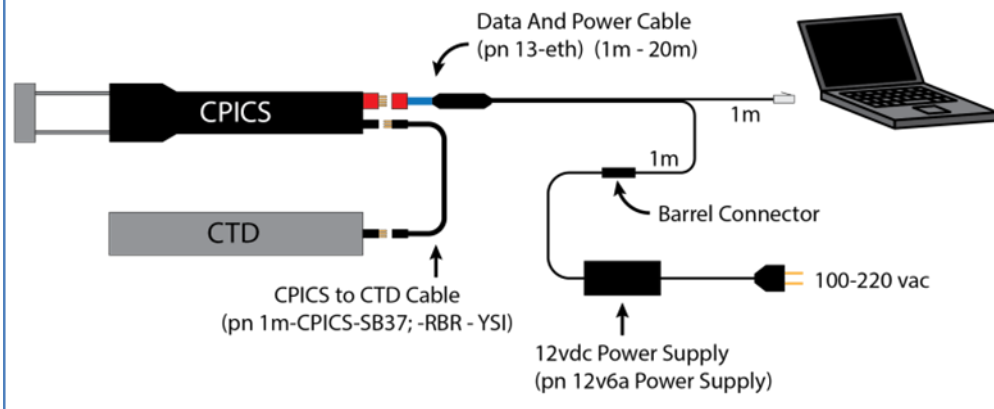 Data And Power Cable
(pn 13-eth)  (1m - 20m)
CPICS
1m
1m
Barrel Connector
CTD
CPICS to CTD Cable
(pn 1m-CPICS-SB37; -RBR - YSI)
100-220 vac
12vdc Power Supply
(pn 12v6a Power Supply)